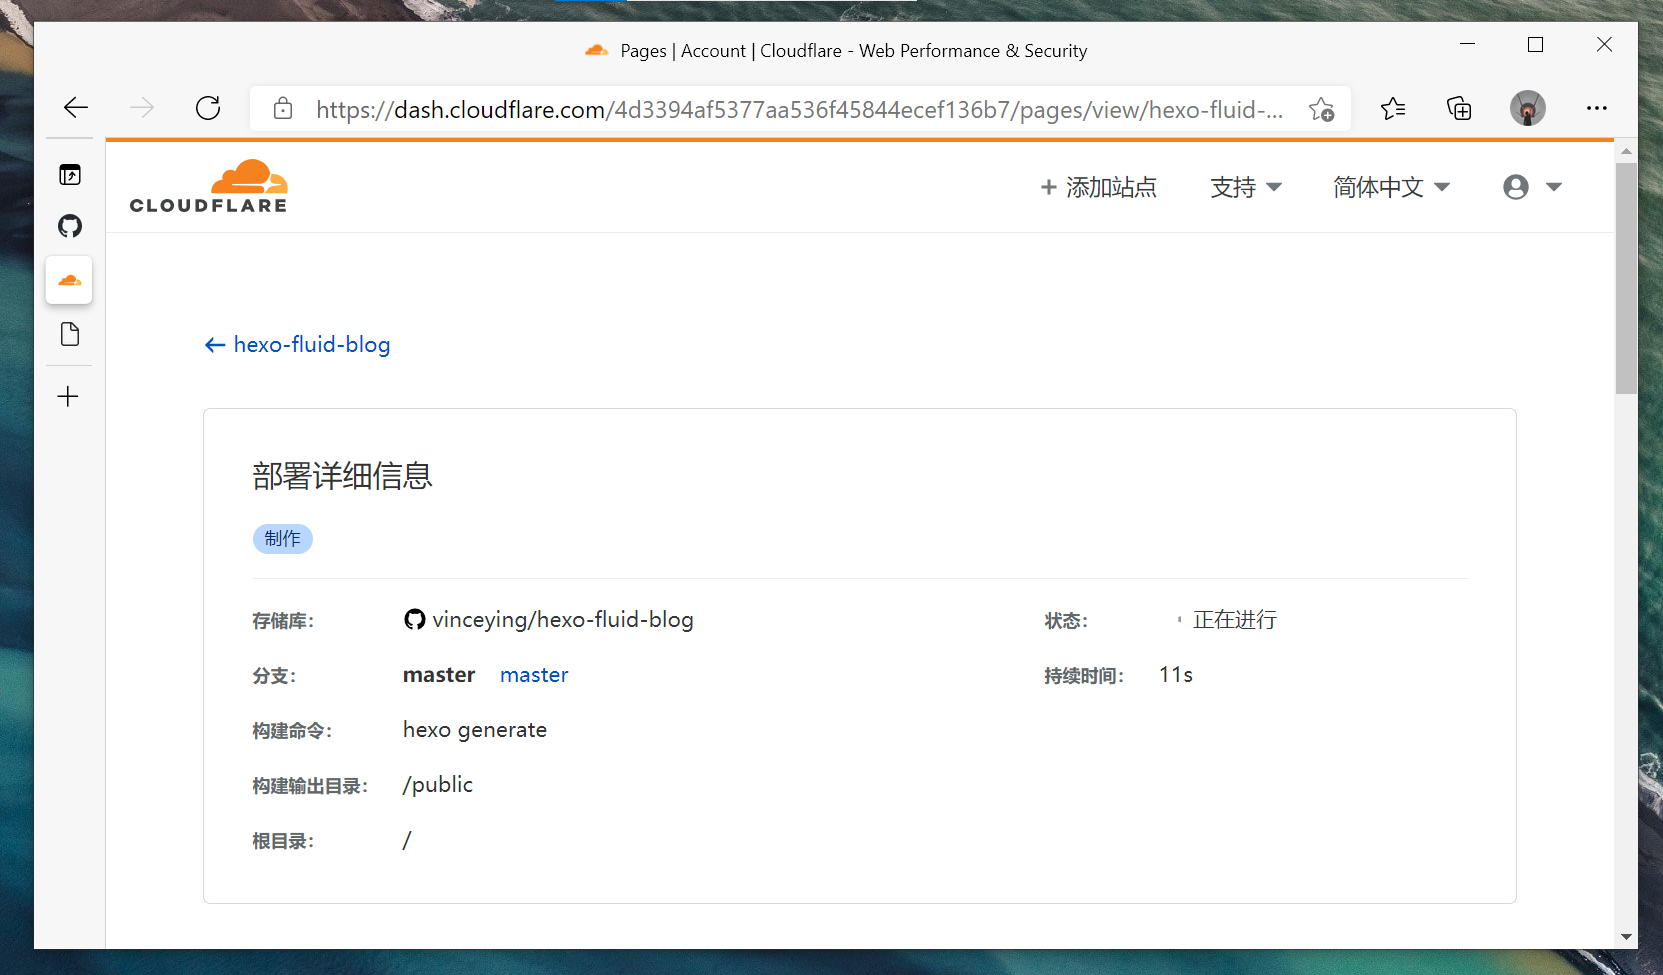 Pages | Account | Cloudflare - Web Performance & Security
https://dash.cloudflare.com/4d3394af5377aa536f45844ecef136b7/pages/view/hexo-fluid-...
CLOUDFLARE
+ 添加站点 支持 简体中文
← hexo-fluid-blog
部署详细信息
制作
存储库: vinceying/hexo-fluid-blog 状态: 正在进行
分支: master master 持续时间: 11s
构建命令: hexo generate
构建输出目录: /public
根目录: /